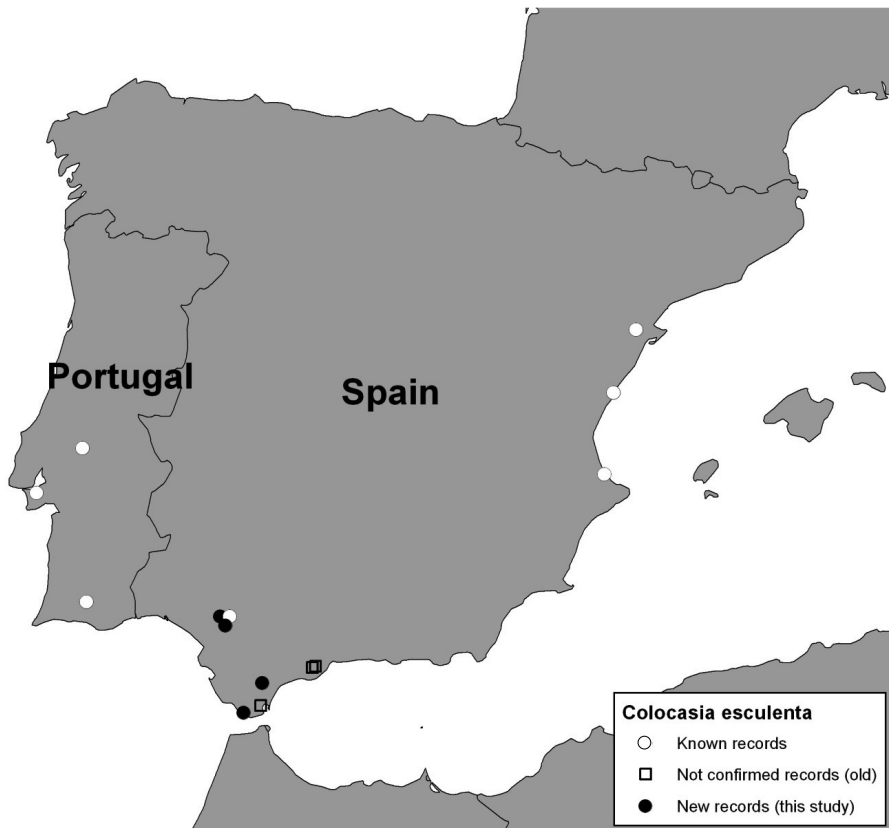 Portugal
Spain
Colocasia esculenta
Known records
Not confirmed records (old)
New records (this study)